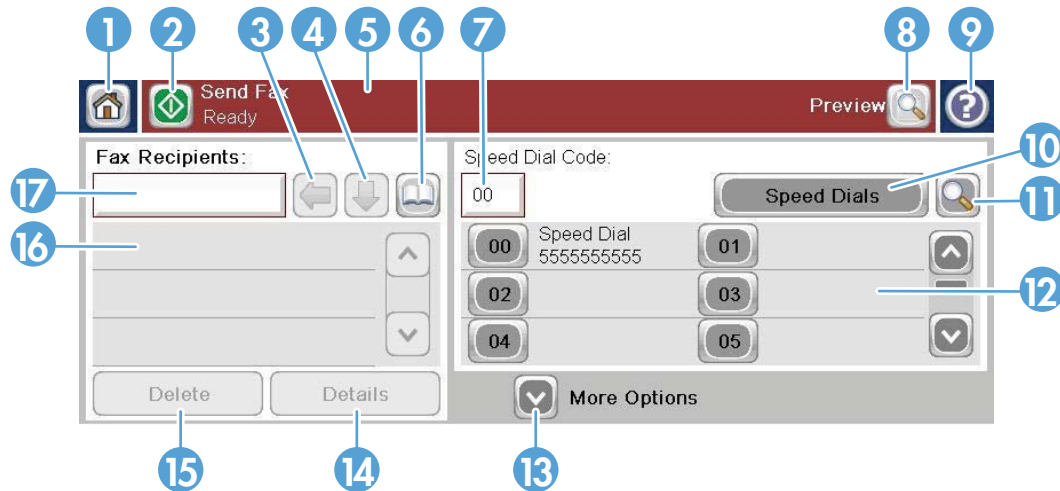 1 2 3 4 5 6 7 8 9
Send Fax
Ready
Preview
?
Fax Recipients:
Speed Dial Code:
10
17
00
Speed Dials
11
16
00
Speed Dial
5555555555
01
02
03
12
04
05
Delete
Details
More Options
15
14
13